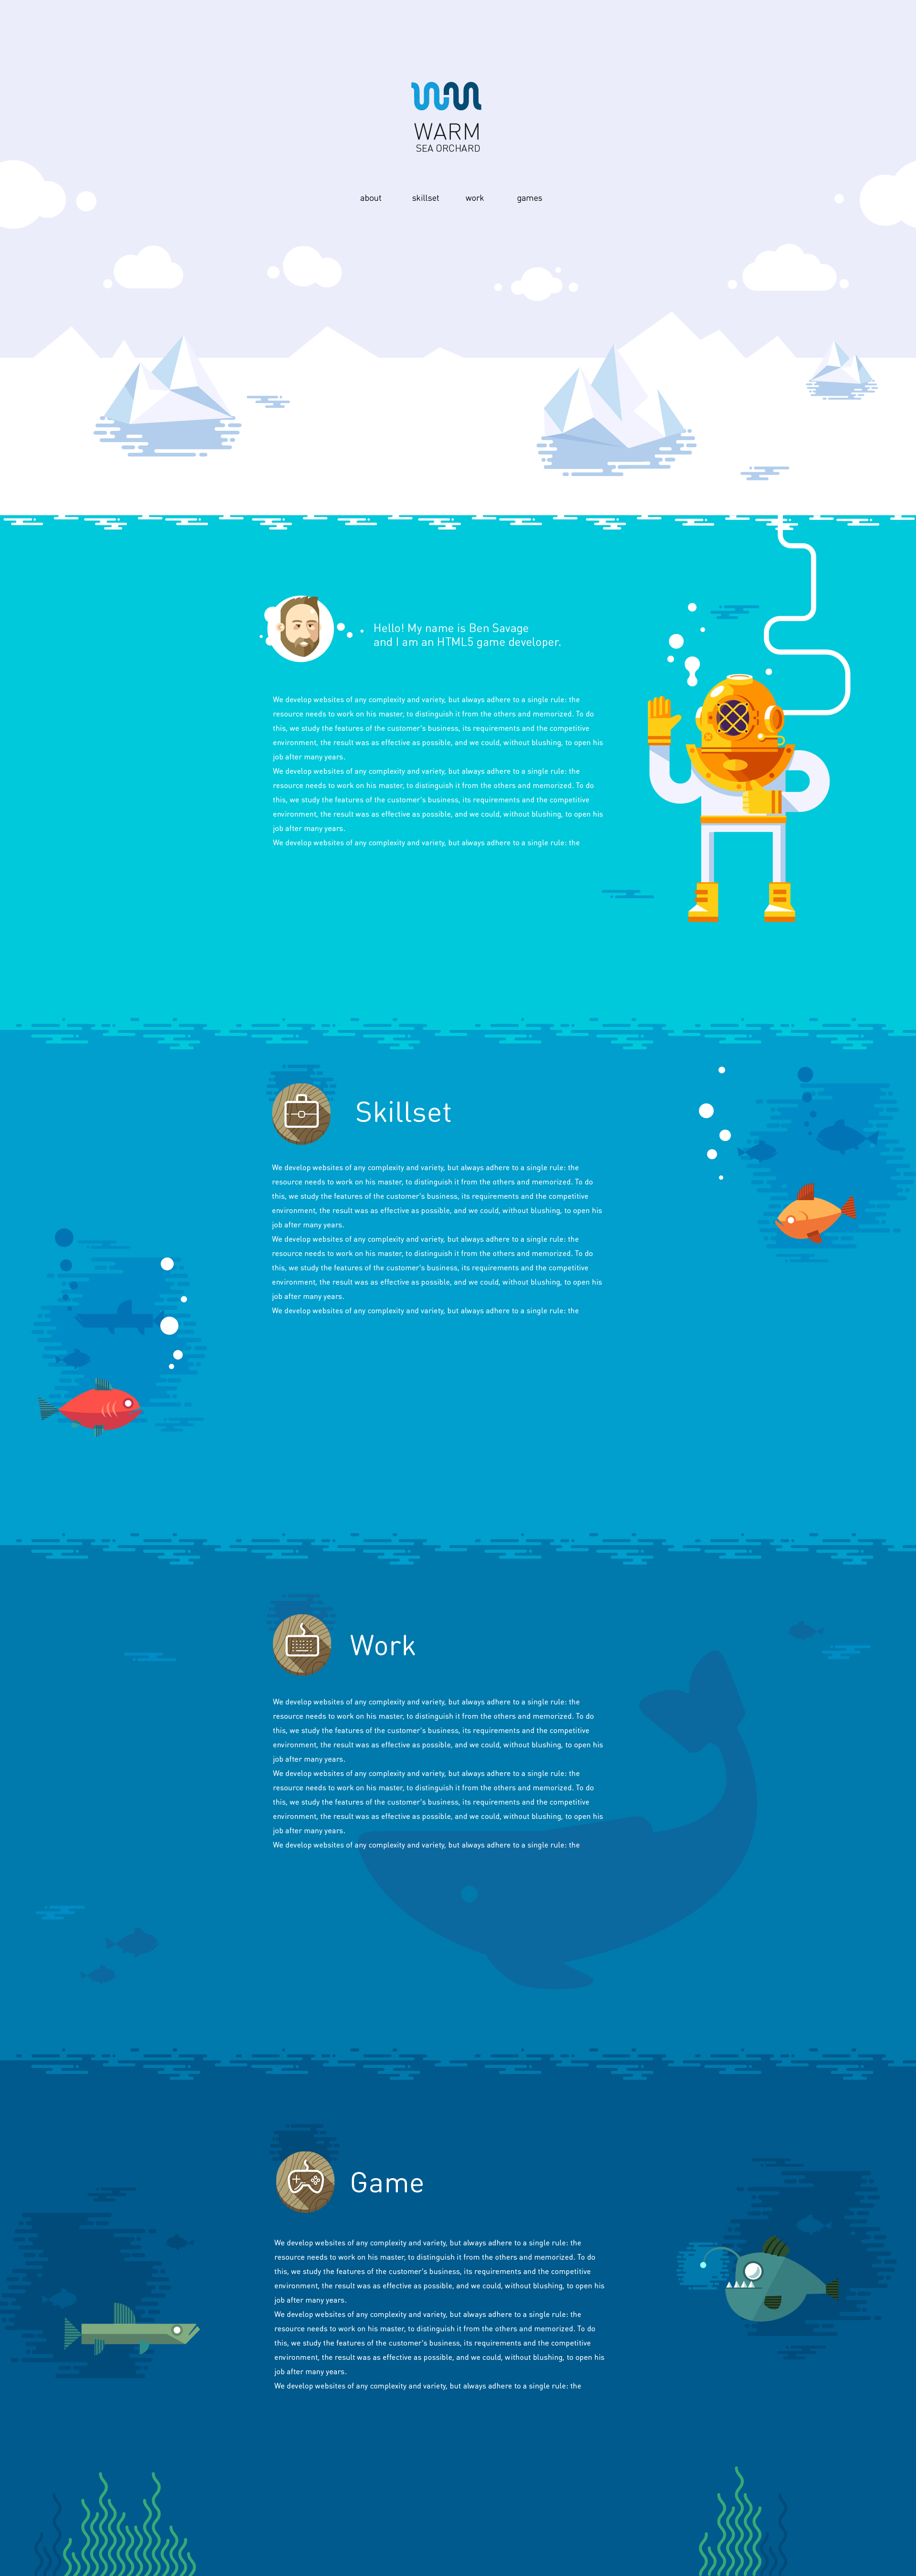 WARM
SEA ORCHARD
about skillset work games
Hello! My name is Ben Savage
and I am an HTML5 game developer.
We develop websites of any complexity and variety, but always adhere to a single rule: the
resource needs to work on his master, to distinguish it from the others and memorized. To do
this, we study the features of the customer's business, its requirements and the competitive
environment, the result was as effective as possible, and we could, without blushing, to open his
job after many years.
We develop websites of any complexity and variety, but always adhere to a single rule: the
resource needs to work on his master, to distinguish it from the others and memorized. To do
this, we study the features of the customer's business, its requirements and the competitive
environment, the result was as effective as possible, and we could, without blushing, to open his
job after many years.
We develop websites of any complexity and variety, but always adhere to a single rule: the
Skillset
We develop websites of any complexity and variety, but always adhere to a single rule: the
resource needs to work on his master, to distinguish it from the others and memorized. To do
this, we study the features of the customer's business, its requirements and the competitive
environment, the result was as effective as possible, and we could, without blushing, to open his
job after many years.
We develop websites of any complexity and variety, but always adhere to a single rule: the
resource needs to work on his master, to distinguish it from the others and memorized. To do
this, we study the features of the customer's business, its requirements and the competitive
environment, the result was as effective as possible, and we could, without blushing, to open his
job after many years.
We develop websites of any complexity and variety, but always adhere to a single rule: the
Work
We develop websites of any complexity and variety, but always adhere to a single rule: the
resource needs to work on his master, to distinguish it from the others and memorized. To do
this, we study the features of the customer's business, its requirements and the competitive
environment, the result was as effective as possible, and we could, without blushing, to open his
job after many years.
We develop websites of any complexity and variety, but always adhere to a single rule: the
resource needs to work on his master, to distinguish it from the others and memorized. To do
this, we study the features of the customer's business, its requirements and the competitive
environment, the result was as effective as possible, and we could, without blushing, to open his
job after many years.
We develop websites of any complexity and variety, but always adhere to a single rule: the
Game
We develop websites of any complexity and variety, but always adhere to a single rule: the
resource needs to work on his master, to distinguish it from the others and memorized. To do
this, we study the features of the customer's business, its requirements and the competitive
environment, the result was as effective as possible, and we could, without blushing, to open his
job after many years.
We develop websites of any complexity and variety, but always adhere to a single rule: the
resource needs to work on his master, to distinguish it from the others and memorized. To do
this, we study the features of the customer's business, its requirements and the competitive
environment, the result was as effective as possible, and we could, without blushing, to open his
job after many years.
We develop websites of any complexity and variety, but always adhere to a single rule: the